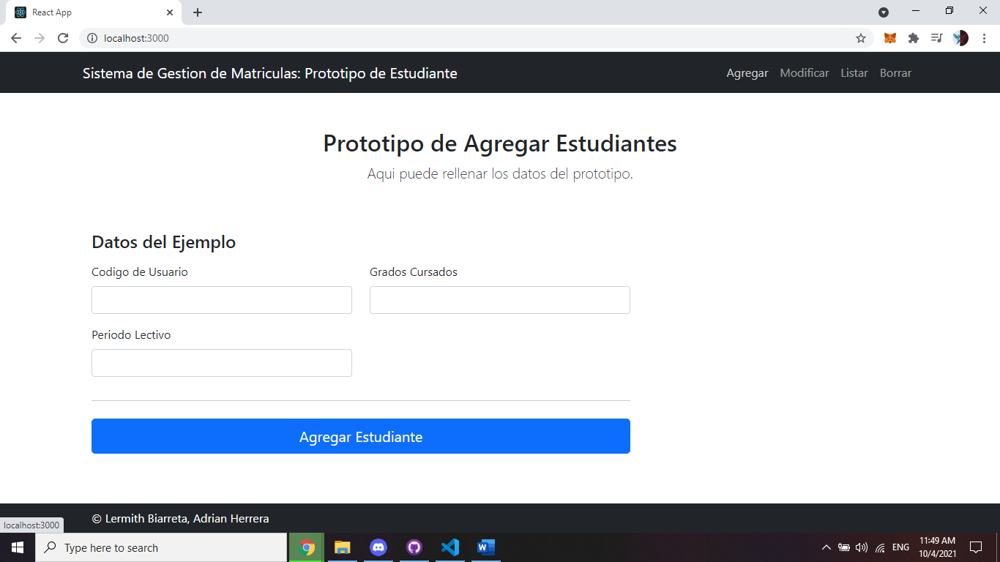 React App
localhost:3000
Sistema de Gestion de Matriculas: Prototipo de Estudiante
Agregar Modificar Listar Borrar
Prototipo de Agregar Estudiantes
Aqui puede rellenar los datos del prototipo.
Datos del Ejemplo
Codigo de Usuario Grados Cursados
Periodo Lectivo
Agregar Estudiante
© Lermith Biarreta, Adrian Herrera
localhost:3000
Type here to search
ENG
11:49 AM
10/4/2021